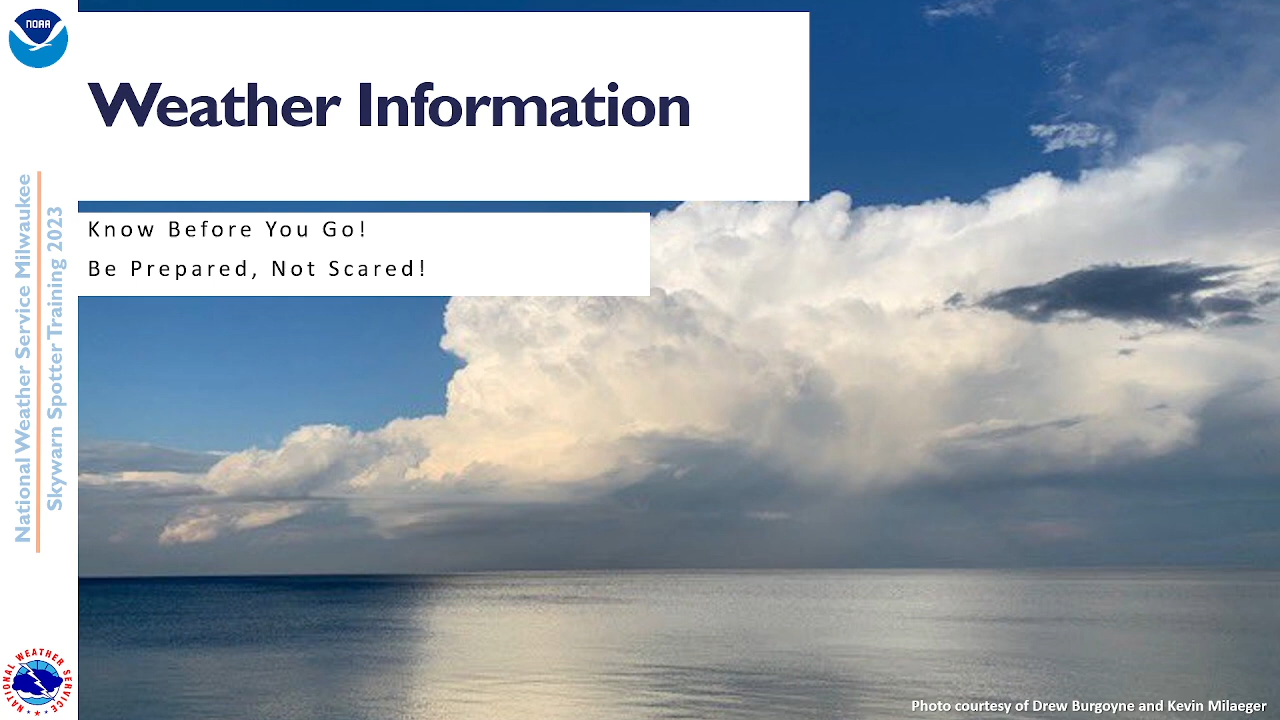 NOAA
Weather Information
Know Before You Go!
Be Prepared, Not Scared!
National Weather Service Milwaukee
Skywarn Spotter Training 2023
NATIONAL WEATHER SERVICE
Photo courtesy of Drew Burgoyne and Kevin Milaeger